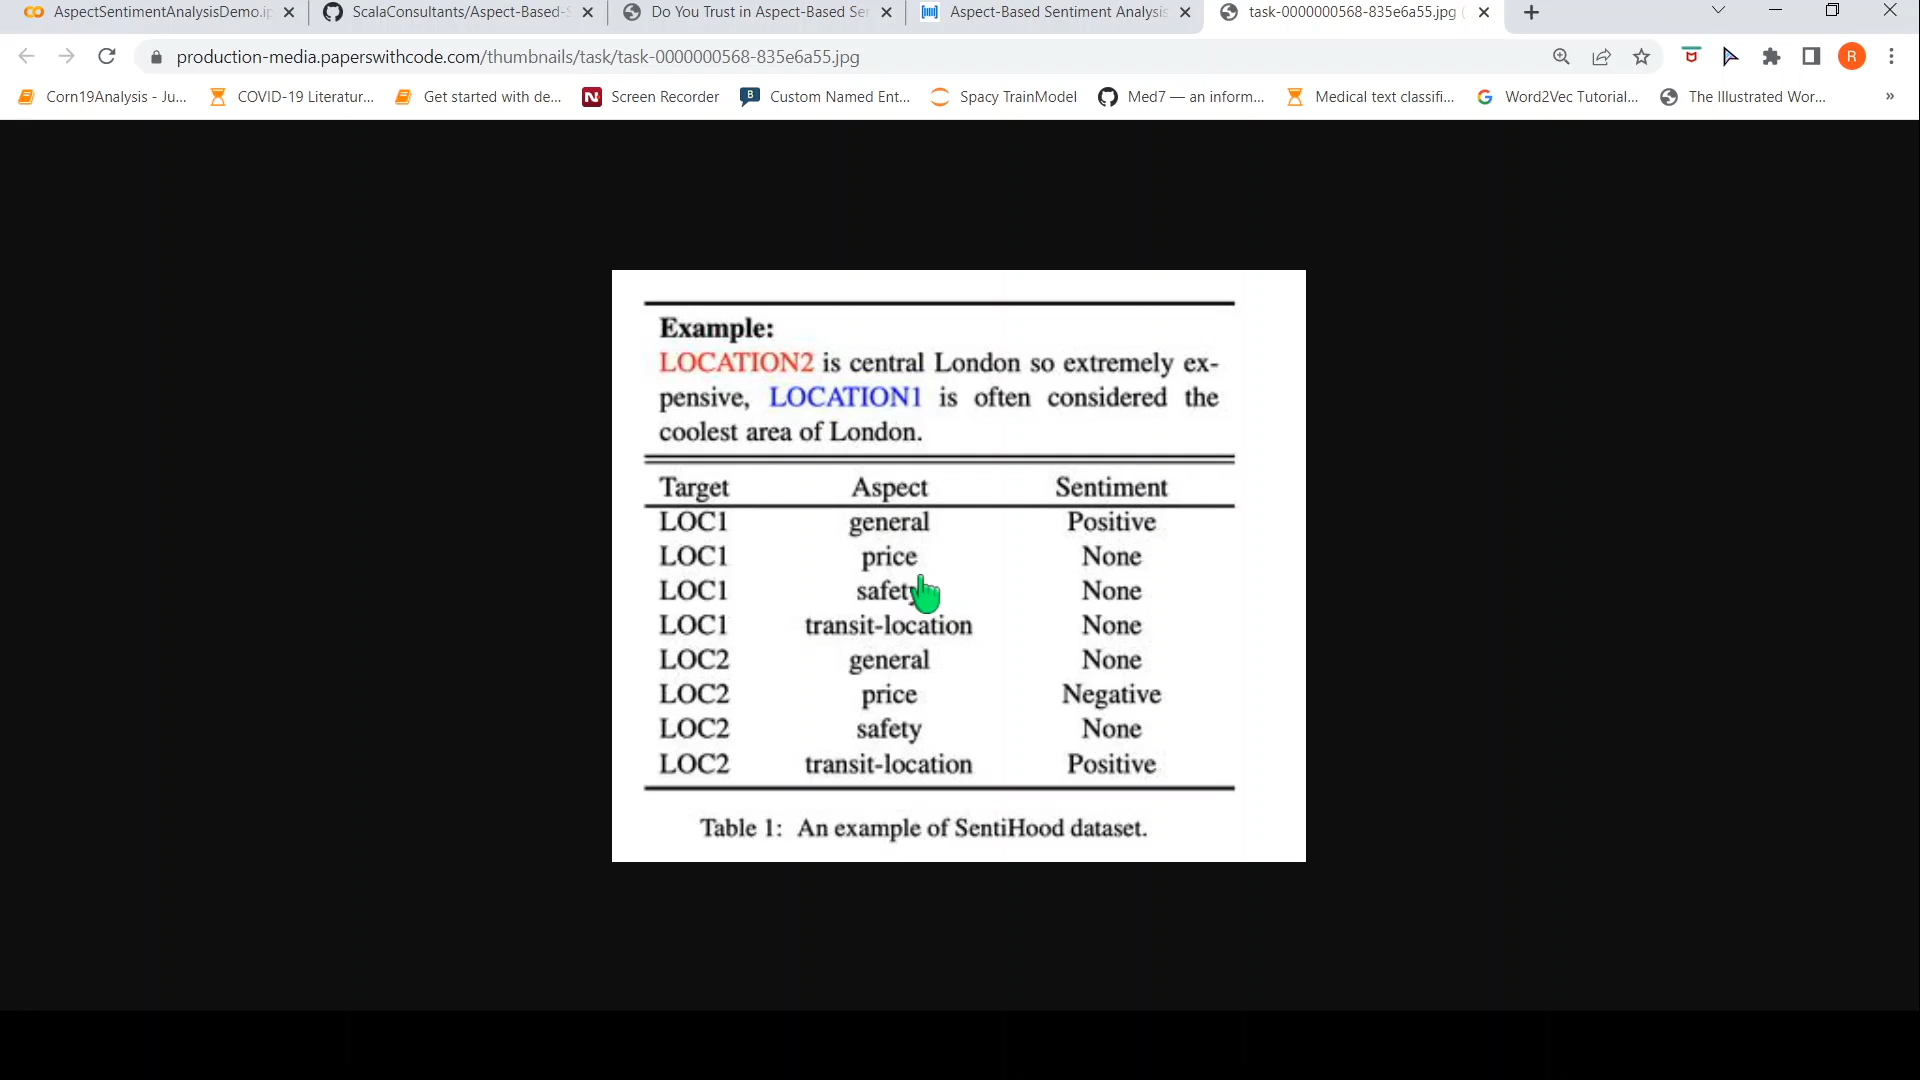 AspectSentimentAnalysisDemo.ip
ScalaConsultants/Aspect-Based-S
Do You Trust in Aspect-Based Sen
Aspect-Based Sentiment Analysis
task-0000000568-835e6a55.jpg (
production-media.paperswithcode.com/thumbnails/task/task-0000000568-835e6a55.jpg
R
Corn19Analysis - Ju...
COVID-19 Literatur...
Get started with de...
N Screen Recorder
B Custom Named Ent...
Spacy TrainModel
Med7 — an inform...
Medical text classifi...
Word2Vec Tutorial...
The Illustrated Wor...
»
Example:
LOCATION2 is central London so extremely ex-
pensive, LOCATION1 is often considered the
coolest area of London.
Target Aspect Sentiment
LOC1 general Positive
LOC1 price None
LOC1 safety None
LOC1 transit-location None
LOC2 general None
LOC2 price Negative
LOC2 safety None
LOC2 transit-location Positive
Table 1: An example of SentiHood dataset.